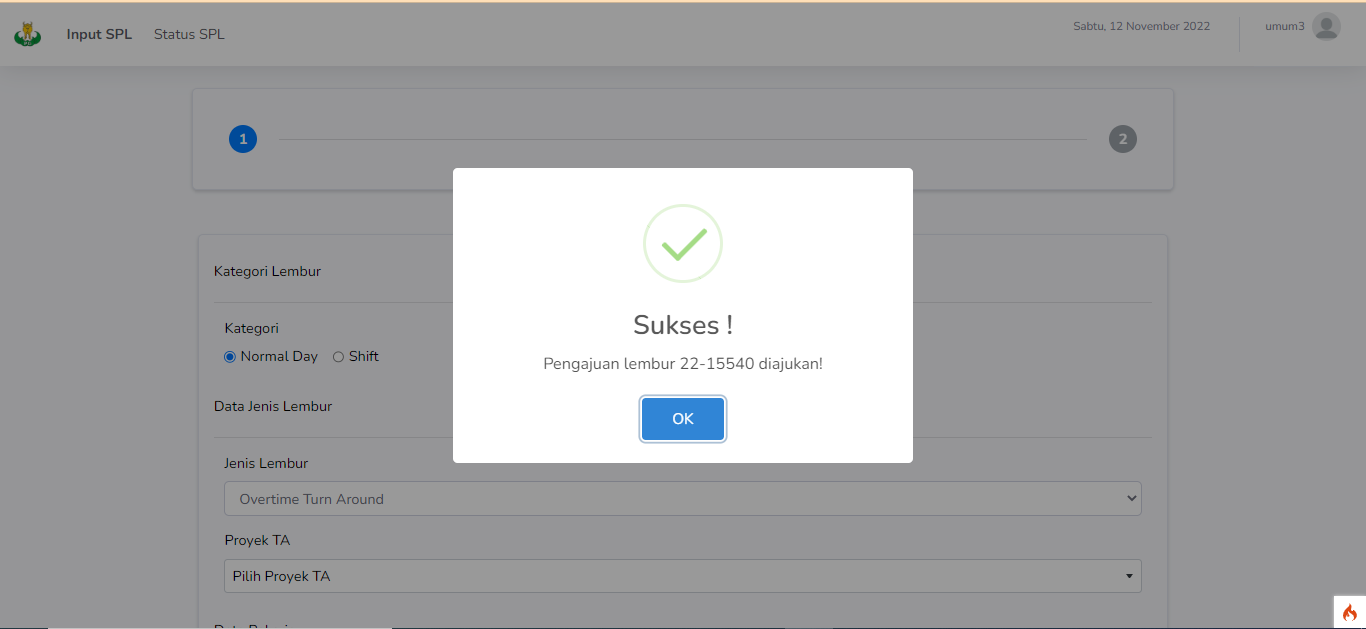 Input SPL Status SPL Sabtu, 12 November 2022 umum3
1 2
Sukses !
Pengajuan lembur 22-15540 diajukan!
OK
Kategori Lembur
Kategori
Normal Day Shift
Data Jenis Lembur
Jenis Lembur
Overtime Turn Around
Proyek TA
Pilih Proyek TA